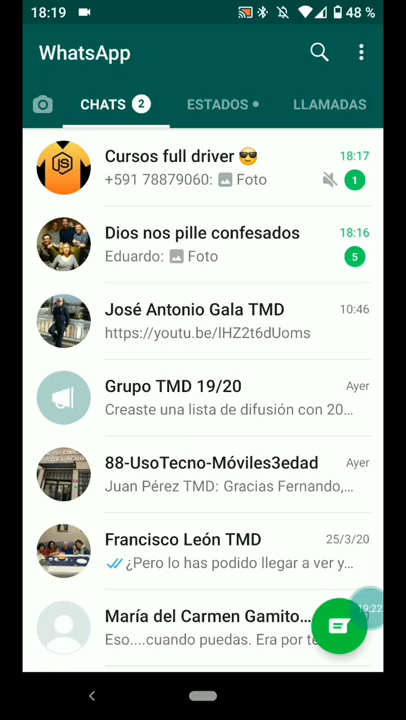 18:19
48 %
WhatsApp
CHATS 2
ESTADOS
LLAMADAS
Cursos full driver 😎
18:17
+591 78879060: Foto
1
Dios nos pille confesados
18:16
Eduardo: Foto
5
José Antonio Gala TMD
10:46
https://youtu.be/lHZ2t6dUoms
Grupo TMD 19/20
Ayer
Creaste una lista de difusión con 20…
88-UsoTecno-Móviles3edad
Ayer
Juan Pérez TMD: Gracias Fernando,…
Francisco León TMD
25/3/20
¿Pero lo has podido llegar a ver y…
María del Carmen Gamito…
19:22
Eso....cuando puedas. Era por te